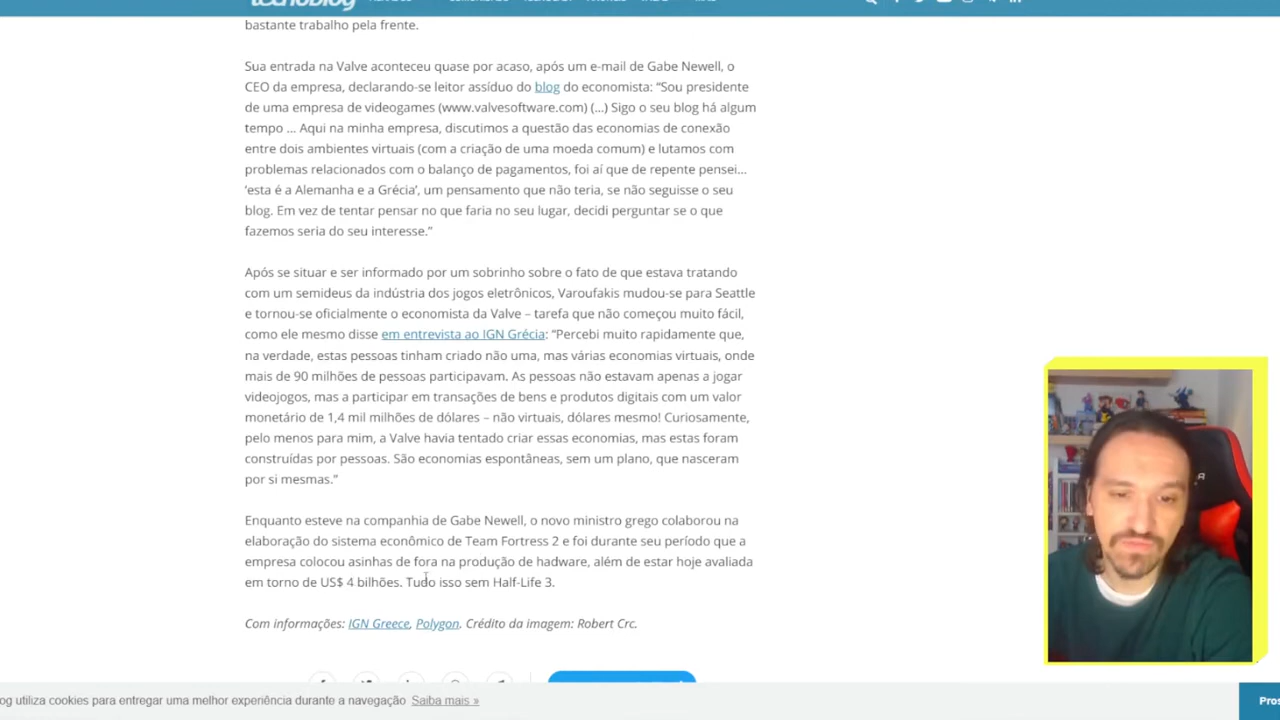 tecnoblog
bastante trabalho pela frente.
Sua entrada na Valve aconteceu quase por acaso, após um e-mail de Gabe Newell, o
CEO da empresa, declarando-se leitor assíduo do blog do economista: “Sou presidente
de uma empresa de videogames (www.valvesoftware.com) (...) Sigo o seu blog há algum
tempo ... Aqui na minha empresa, discutimos a questão das economias de conexão
entre dois ambientes virtuais (com a criação de uma moeda comum) e lutamos com
problemas relacionados com o balanço de pagamentos, foi aí que de repente pensei...
‘esta é a Alemanha e a Grécia’, um pensamento que não teria, se não seguisse o seu
blog. Em vez de tentar pensar no que faria no seu lugar, decidi perguntar se o que
fazemos seria do seu interesse.”
Após se situar e ser informado por um sobrinho sobre o fato de que estava tratando
com um semideus da indústria dos jogos eletrônicos, Varoufakis mudou-se para Seattle
e tornou-se oficialmente o economista da Valve – tarefa que não começou muito fácil,
como ele mesmo disse em entrevista ao IGN Grécia: “Percebi muito rapidamente que,
na verdade, estas pessoas tinham criado não uma, mas várias economias virtuais, onde
mais de 90 milhões de pessoas participavam. As pessoas não estavam apenas a jogar
videojogos, mas a participar em transações de bens e produtos digitais com um valor
monetário de 1,4 mil milhões de dólares – não virtuais, dólares mesmo! Curiosamente,
pelo menos para mim, a Valve havia tentado criar essas economias, mas estas foram
construídas por pessoas. São economias espontâneas, sem um plano, que nasceram
por si mesmas.”
Enquanto esteve na companhia de Gabe Newell, o novo ministro grego colaborou na
elaboração do sistema econômico de Team Fortress 2 e foi durante seu período que a
empresa colocou asinhas de fora na produção de hadware, além de estar hoje avaliada
em torno de US$ 4 bilhões. Tudo isso sem Half-Life 3.
Com informações: IGN Greece, Polygon. Crédito da imagem: Robert Crc.
og utiliza cookies para entregar uma melhor experiência durante a navegação Saiba mais »
Pros